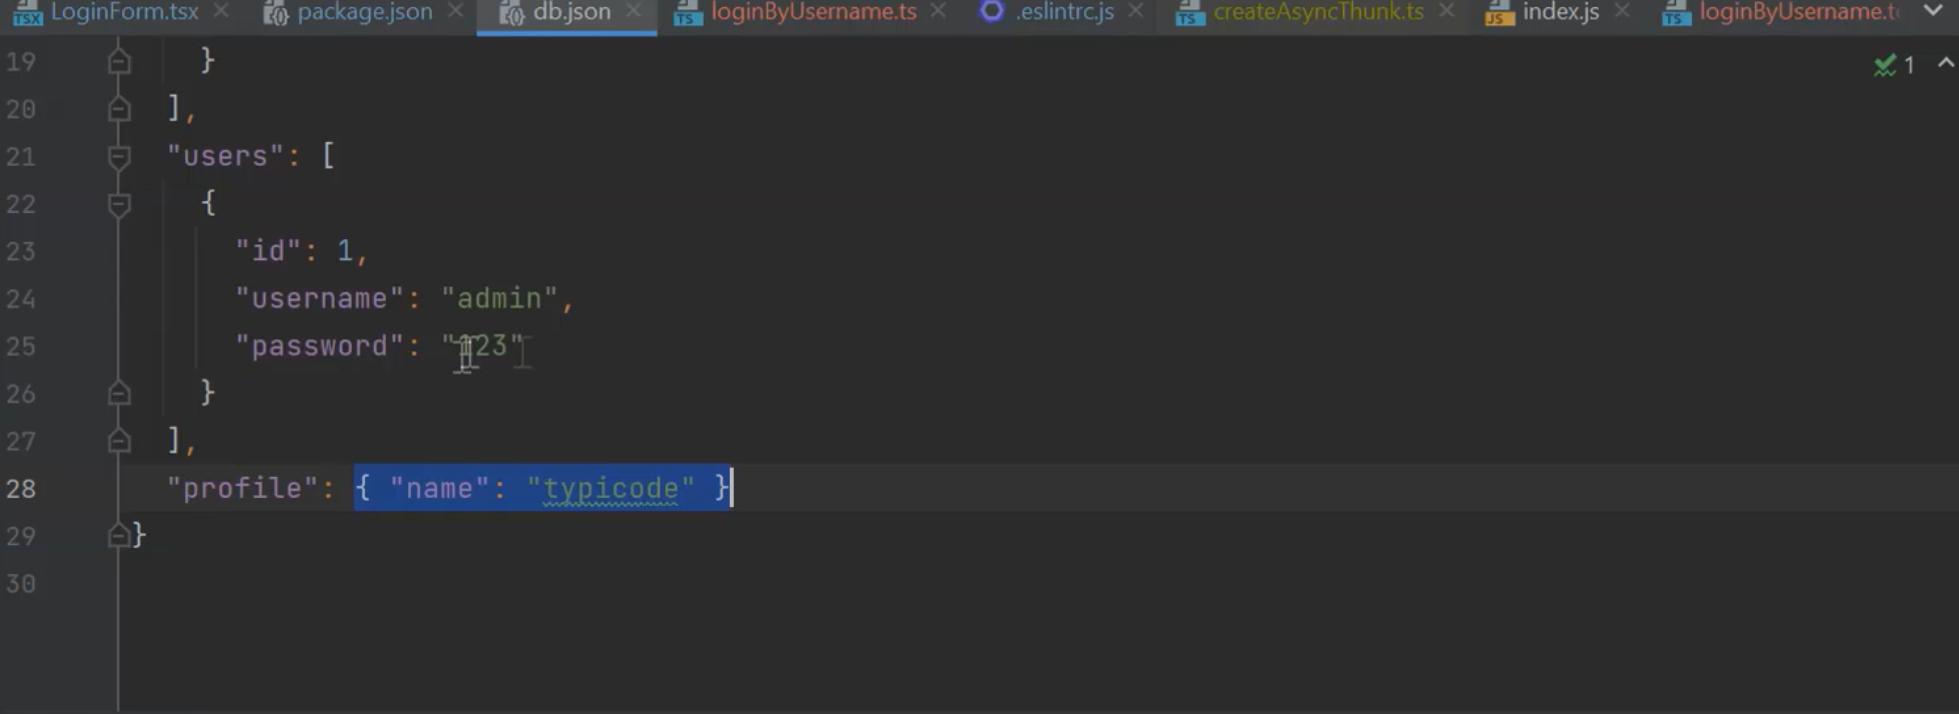 LoginForm.tsx package.json db.json loginByUsername.ts .eslintrc.js createAsyncThunk.ts index.js loginByUsername.t
19 }
20 ],
21 "users": [
22 {
23 "id": 1,
24 "username": "admin",
25 "password": "123"
26 }
27 ],
28 "profile": { "name": "typicode" }
29 }
30
1